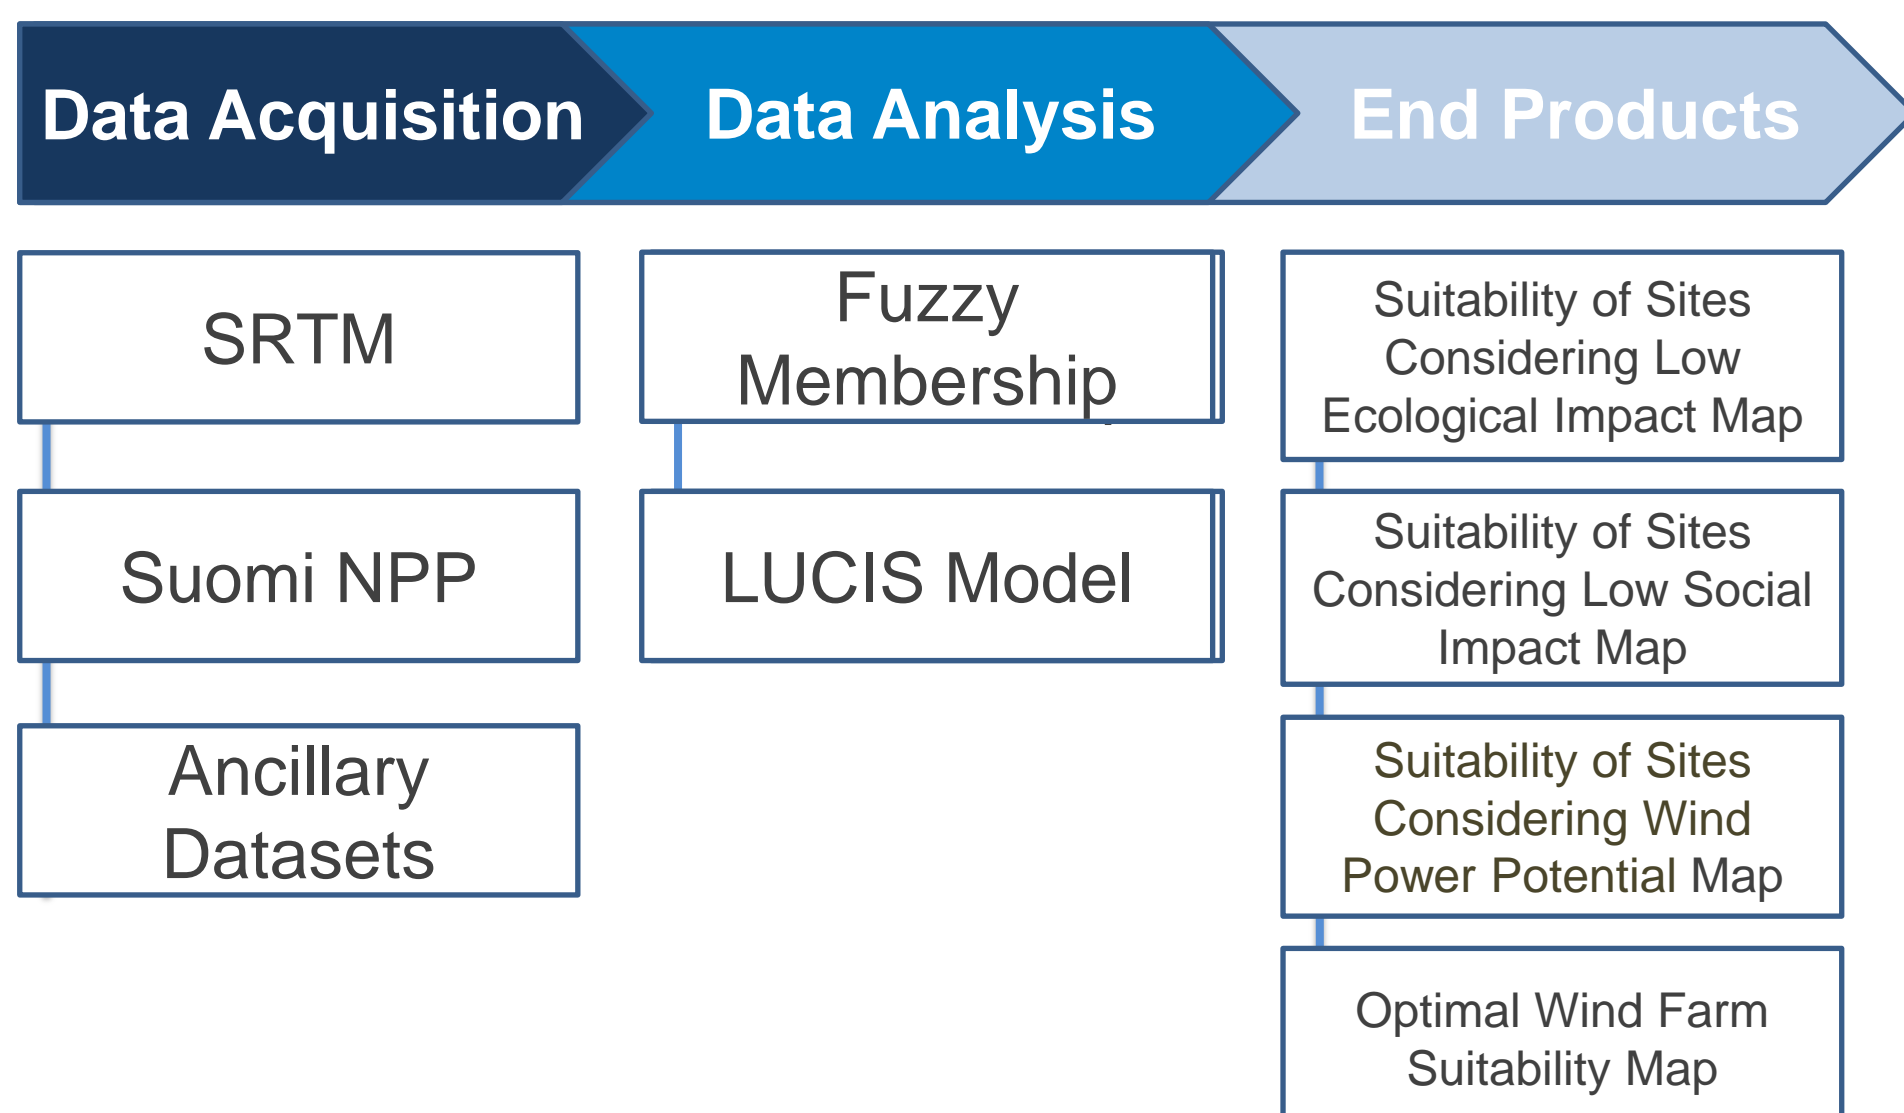 Data Acquisition
Data Analysis
End Products
SRTM
Suomi NPP
Ancillary
Datasets
Fuzzy
Membership
LUCIS Model
Suitability of Sites
Considering Low
Ecological Impact Map
Suitability of Sites
Considering Low Social
Impact Map
Suitability of Sites
Considering Wind
Power Potential Map
Optimal Wind Farm
Suitability Map